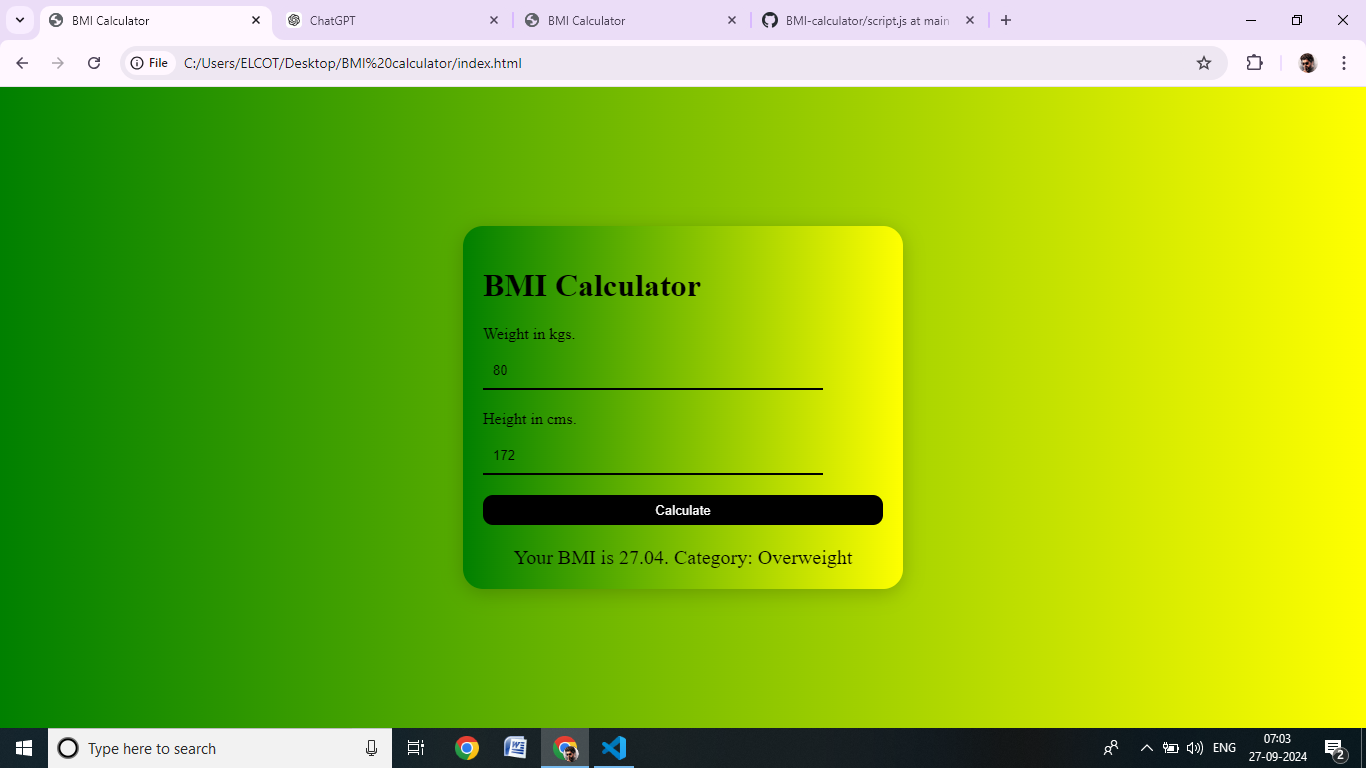 BMI Calculator
ChatGPT
BMI Calculator
BMI-calculator/script.js at main
File
C:/Users/ELCOT/Desktop/BMI%20calculator/index.html
BMI Calculator
Weight in kgs.
80
Height in cms.
172
Calculate
Your BMI is 27.04. Category: Overweight
Type here to search
ENG
07:03
27-09-2024
2